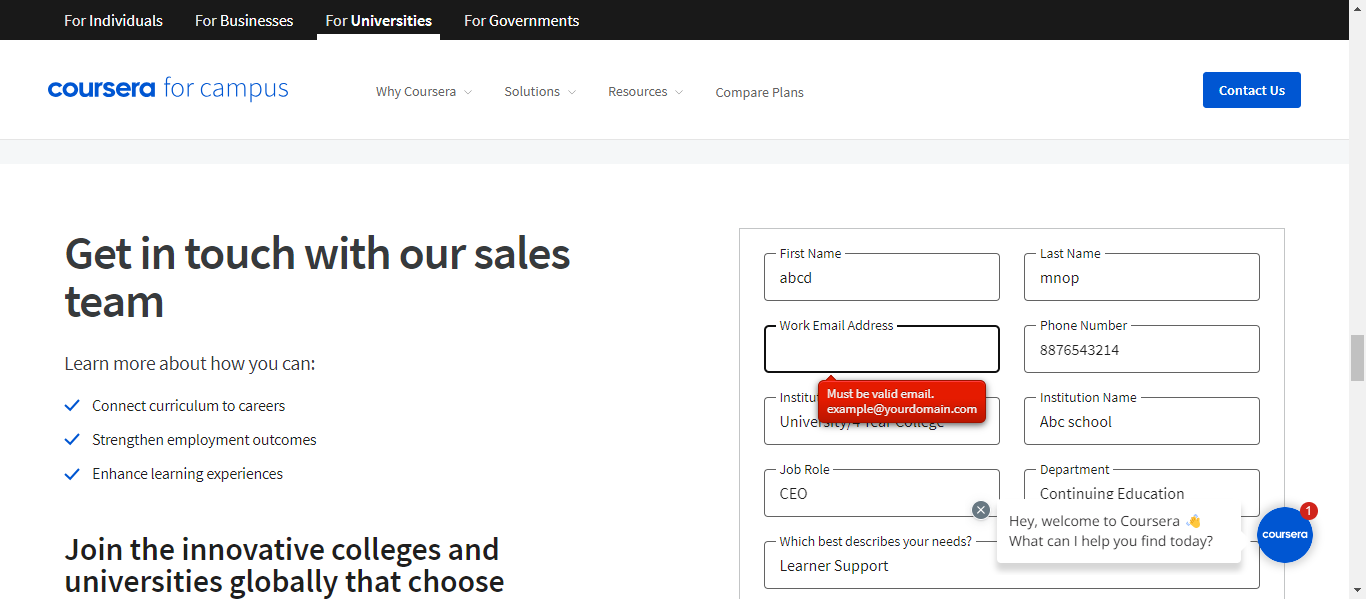 For Individuals
For Businesses
For Universities
For Governments
coursera for campus
Why Coursera
Solutions
Resources
Compare Plans
Contact Us
Get in touch with our sales
team
Learn more about how you can:
Connect curriculum to careers
Strengthen employment outcomes
Enhance learning experiences
Join the innovative colleges and
universities globally that choose
First Name
abcd
Last Name
mnop
Work Email Address
Phone Number
8876543214
Must be valid email.
example@yourdomain.com
University/4 Year College
Institution Name
Abc school
Job Role
CEO
Department
Continuing Education
Which best describes your needs?
Learner Support
Hey, welcome to Coursera 👋
What can I help you find today?
coursera
1